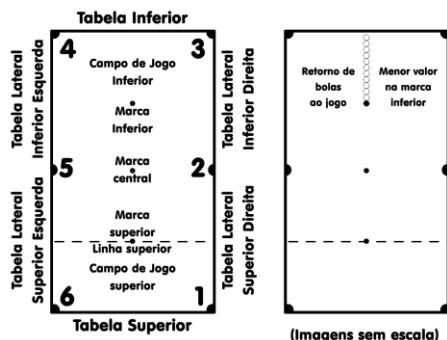 Tabela Inferior
4
3
Campo de Jogo
Inferior
Tabela Lateral
Inferior Esquerda
Tabela Lateral
Inferior Direita
Marca
Inferior
5
Marca
central
2
Tabela Lateral
Superior Esquerda
Tabela Lateral
Superior Direita
Marca
superior
Linha superior
Campo de Jogo
superior
6
1
Tabela Superior
Retorno de
bolas
ao jogo
Menor valor
na marca
inferior
(Imagens sem escala)